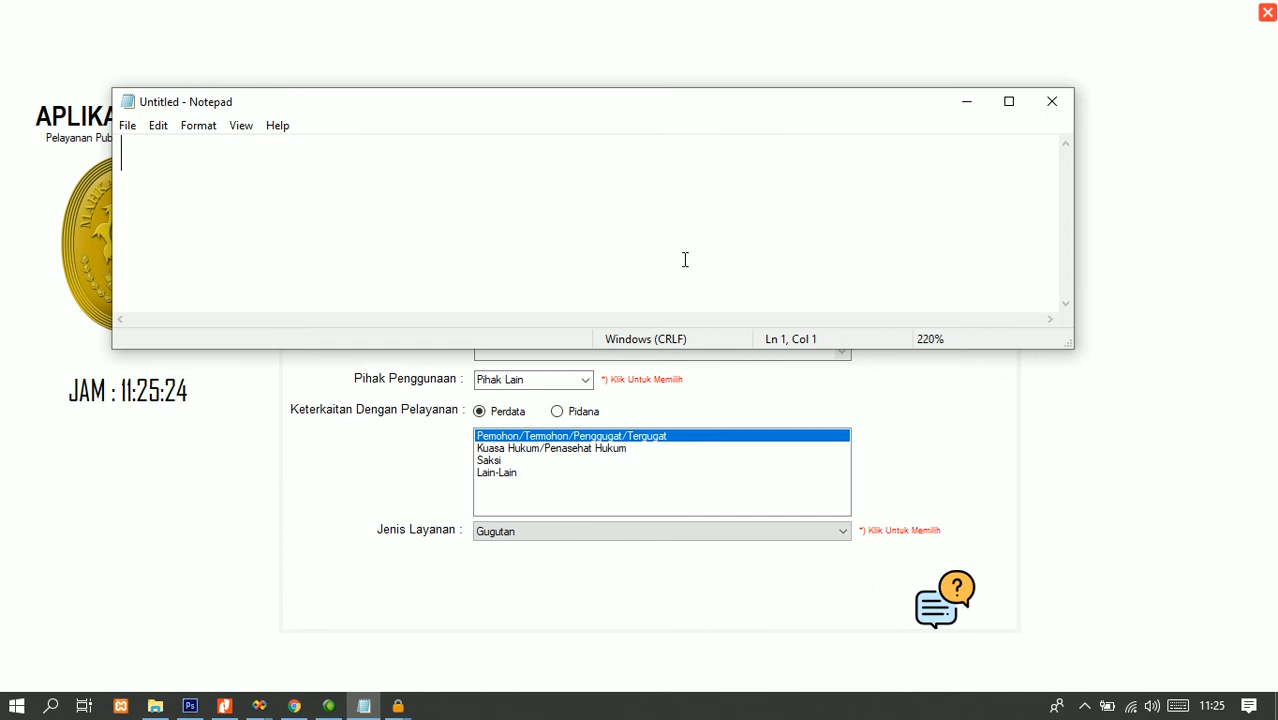 Untitled - Notepad
File Edit Format View Help
APLIKA
Pelayanan Pub
MAHK
Windows (CRLF) Ln 1, Col 1 220%
JAM : 11:25:24
Pihak Penggunaan : Pihak Lain *) Klik Untuk Memilih
Keterkaitan Dengan Pelayanan : Perdata Pidana
Pemohon/Termohon/Penggugat/Tergugat
Kuasa Hukum/Penasehat Hukum
Saksi
Lain-Lain
Jenis Layanan : Gugutan *) Klik Untuk Memilih
?
Ps
11:25